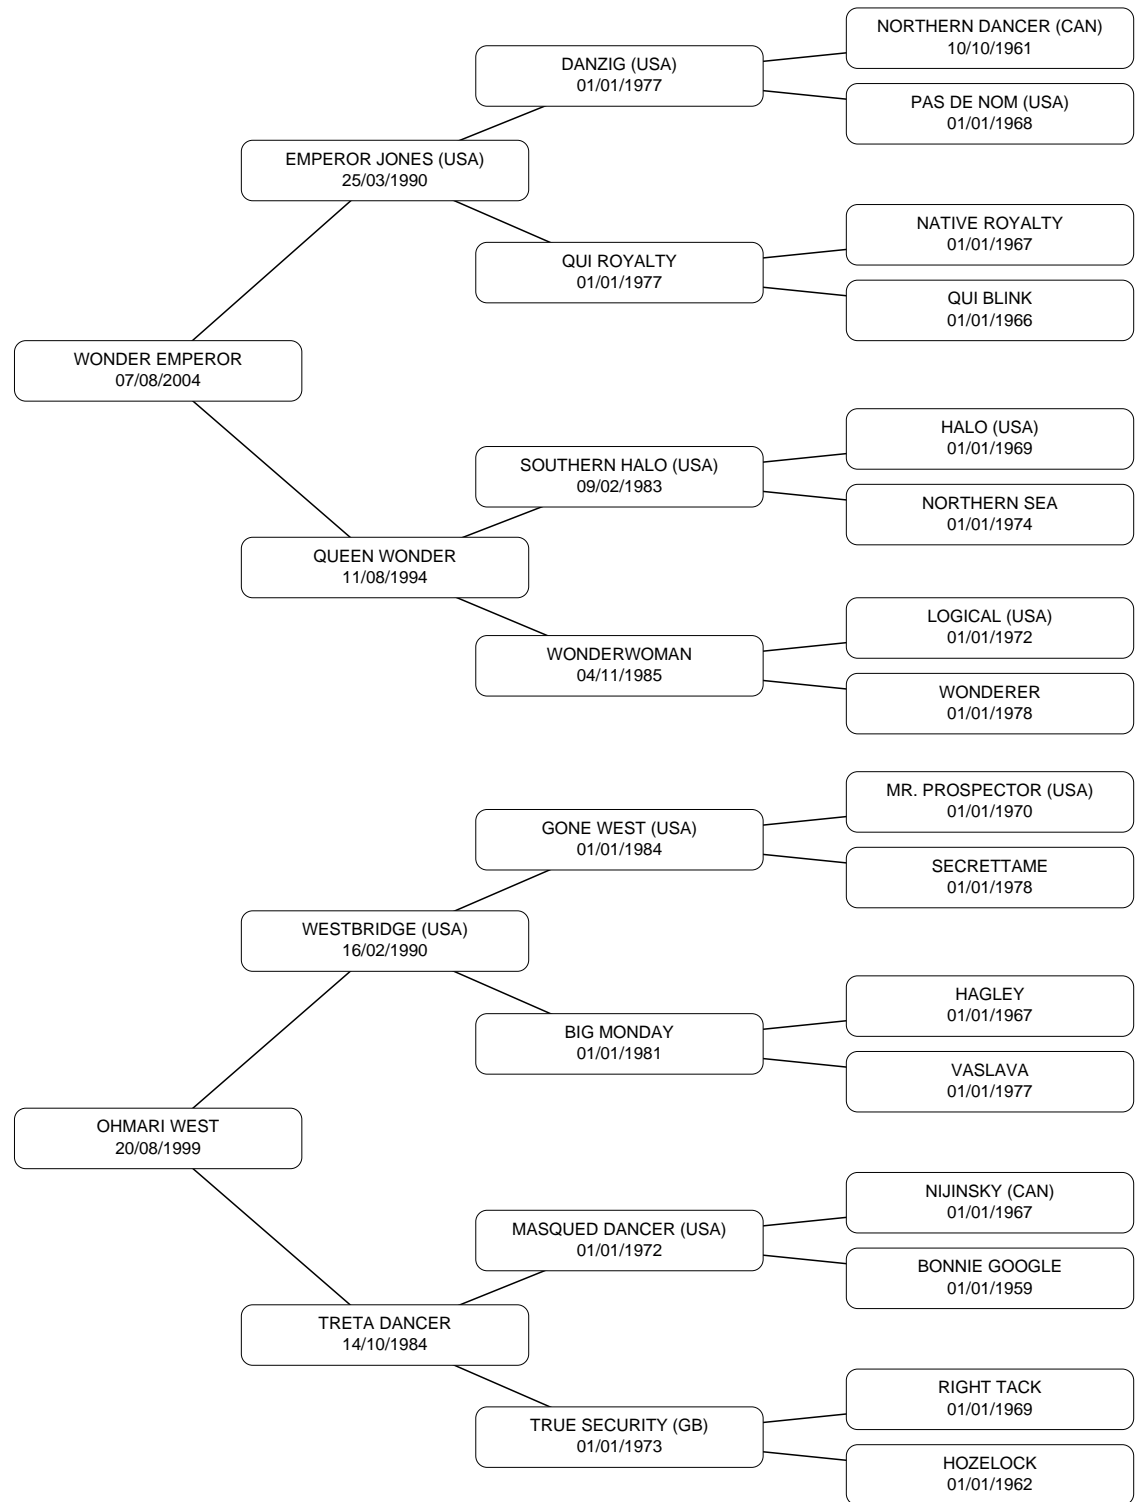 NORTHERN DANCER (CAN)
10/10/1961
DANZIG (USA)
01/01/1977
PAS DE NOM (USA)
01/01/1968
EMPEROR JONES (USA)
25/03/1990
NATIVE ROYALTY
01/01/1967
QUI ROYALTY
01/01/1977
QUI BLINK
01/01/1966
WONDER EMPEROR
07/08/2004
HALO (USA)
01/01/1969
SOUTHERN HALO (USA)
09/02/1983
NORTHERN SEA
01/01/1974
QUEEN WONDER
11/08/1994
LOGICAL (USA)
01/01/1972
WONDERWOMAN
04/11/1985
WONDERER
01/01/1978
MR. PROSPECTOR (USA)
01/01/1970
GONE WEST (USA)
01/01/1984
SECRETTAME
01/01/1978
WESTBRIDGE (USA)
16/02/1990
HAGLEY
01/01/1967
BIG MONDAY
01/01/1981
VASLAVA
01/01/1977
OHMARI WEST
20/08/1999
NIJINSKY (CAN)
01/01/1967
MASQUED DANCER (USA)
01/01/1972
BONNIE GOOGLE
01/01/1959
TRETA DANCER
14/10/1984
RIGHT TACK
01/01/1969
TRUE SECURITY (GB)
01/01/1973
HOZELOCK
01/01/1962